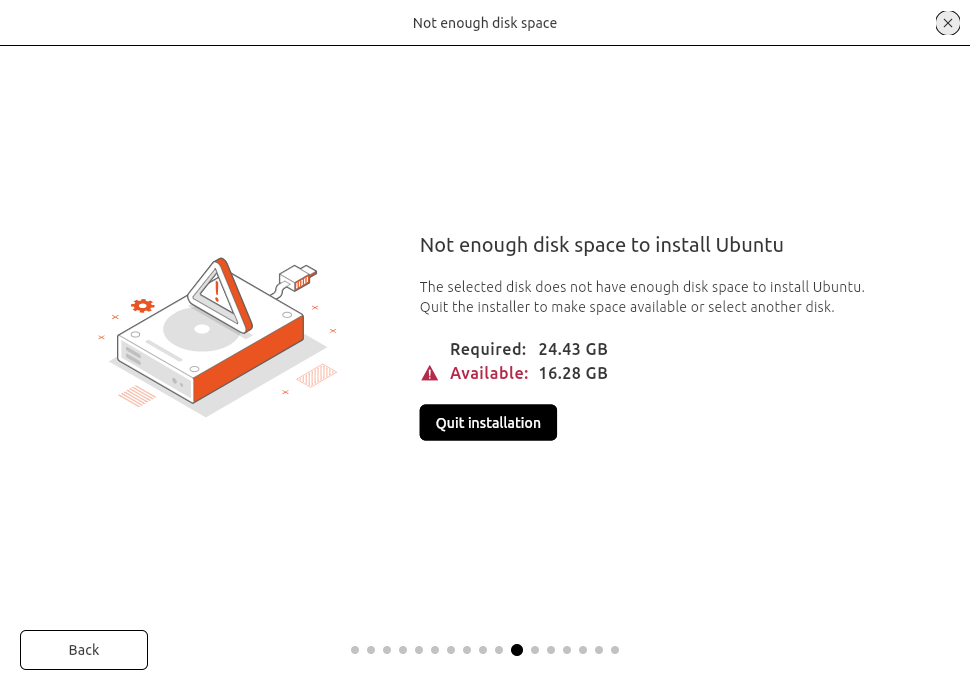 Not enough disk space
Not enough disk space to install Ubuntu
The selected disk does not have enough disk space to install Ubuntu.
Quit the installer to make space available or select another disk.
Required: 24.43 GB
Available: 16.28 GB
Quit installation
Back